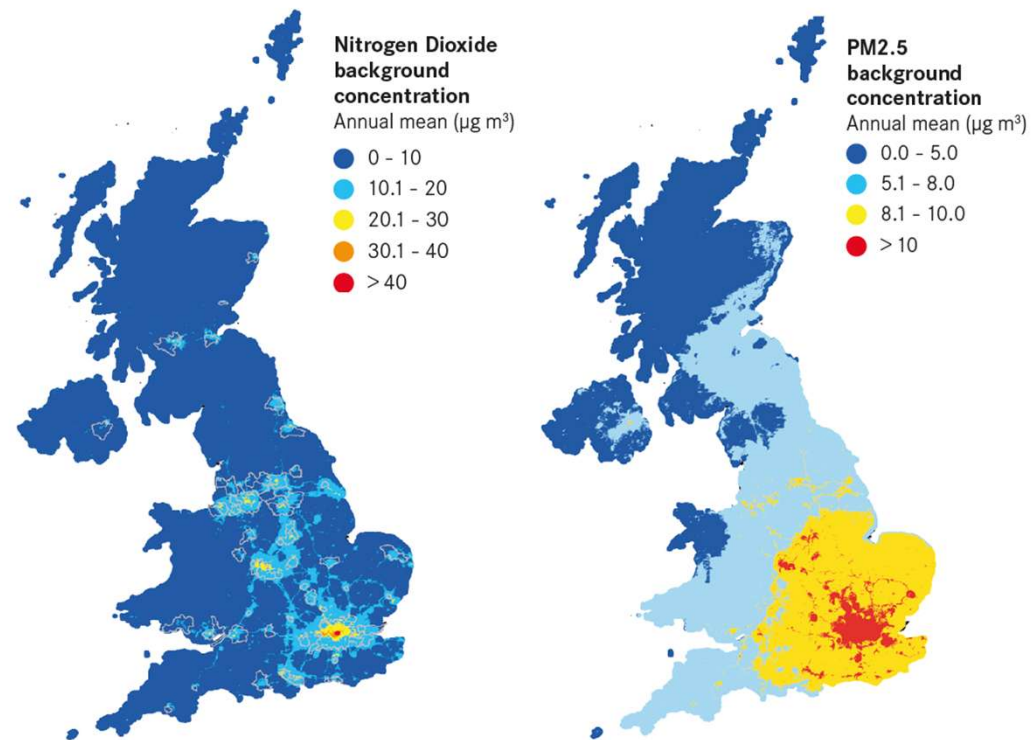 Nitrogen Dioxide
background
concentration
Annual mean (µg m³)
0 - 10
10.1 - 20
20.1 - 30
30.1 - 40
> 40
PM2.5
background
concentration
Annual mean (µg m³)
0.0 - 5.0
5.1 - 8.0
8.1 - 10.0
> 10